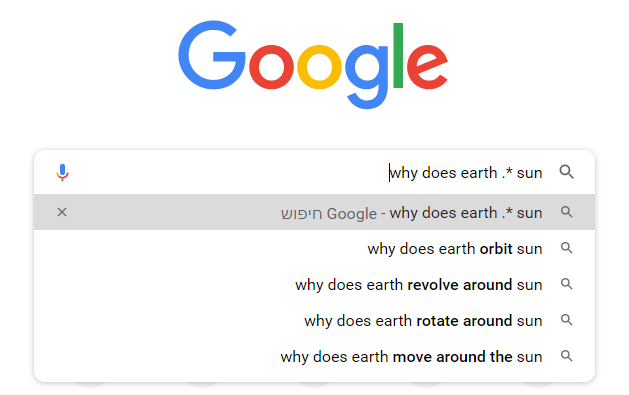 Google
why does earth .* sun
why does earth .* sun - Google חיפוש
why does earth orbit sun
why does earth revolve around sun
why does earth rotate around sun
why does earth move around the sun